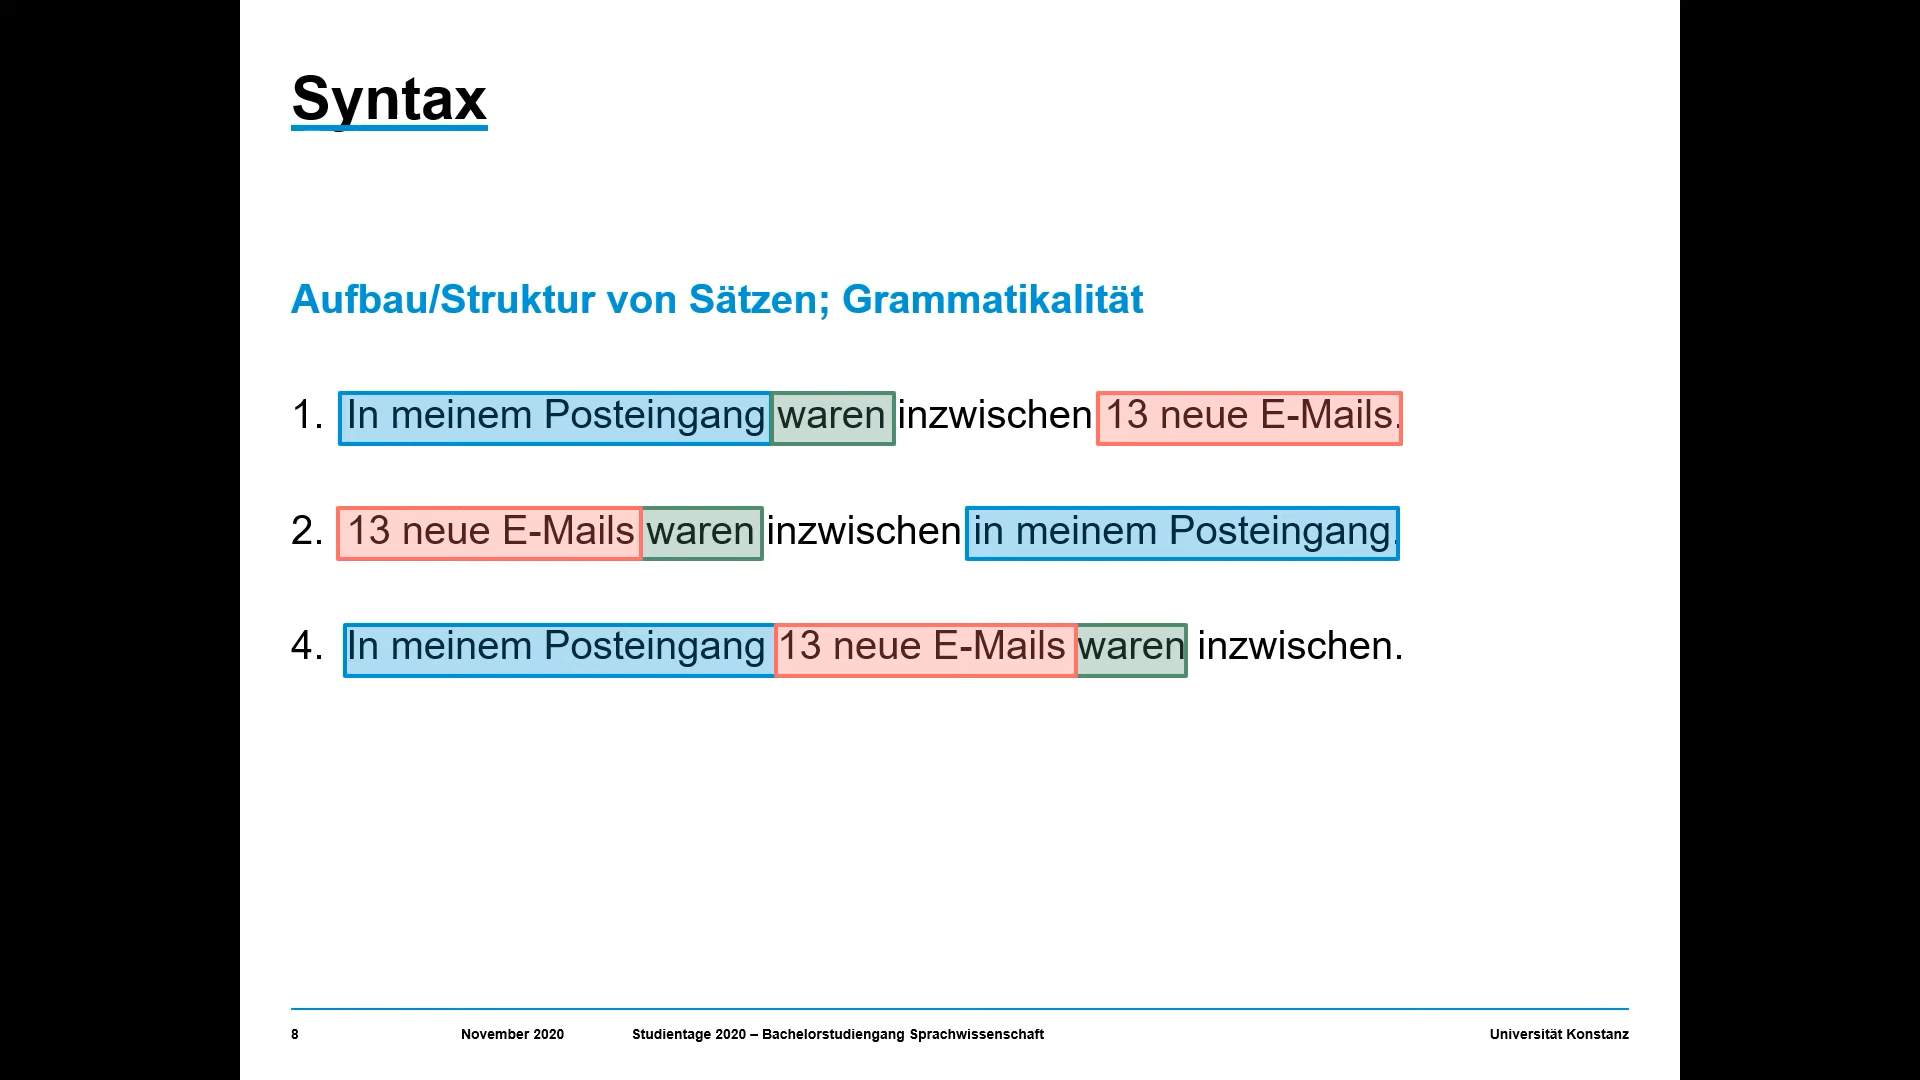 Syntax
Aufbau/Struktur von Sätzen; Grammatikalität
1. In meinem Posteingang waren inzwischen 13 neue E-Mails.
2. 13 neue E-Mails waren inzwischen in meinem Posteingang.
4. In meinem Posteingang 13 neue E-Mails waren inzwischen.
8 November 2020 Studientage 2020 – Bachelorstudiengang Sprachwissenschaft Universität Konstanz